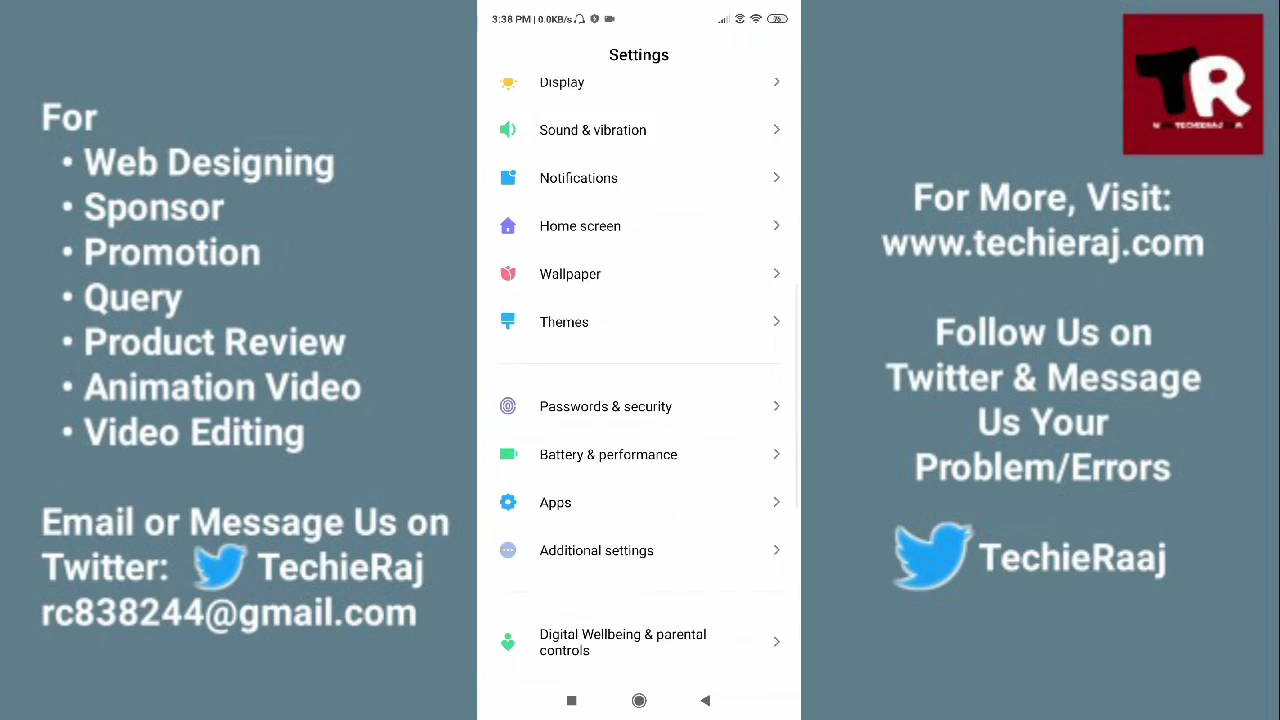 For
• Web Designing
• Sponsor
• Promotion
• Query
• Product Review
• Animation Video
• Video Editing
Email or Message Us on
Twitter: TechieRaj
rc838244@gmail.com
3:38 PM | 0.0KB/s
76
Settings
Display
Sound & vibration
Notifications
Home screen
Wallpaper
Themes
Passwords & security
Battery & performance
Apps
Additional settings
Digital Wellbeing & parental
controls
TR
For More, Visit:
www.techieraj.com
Follow Us on
Twitter & Message
Us Your
Problem/Errors
TechieRaaj